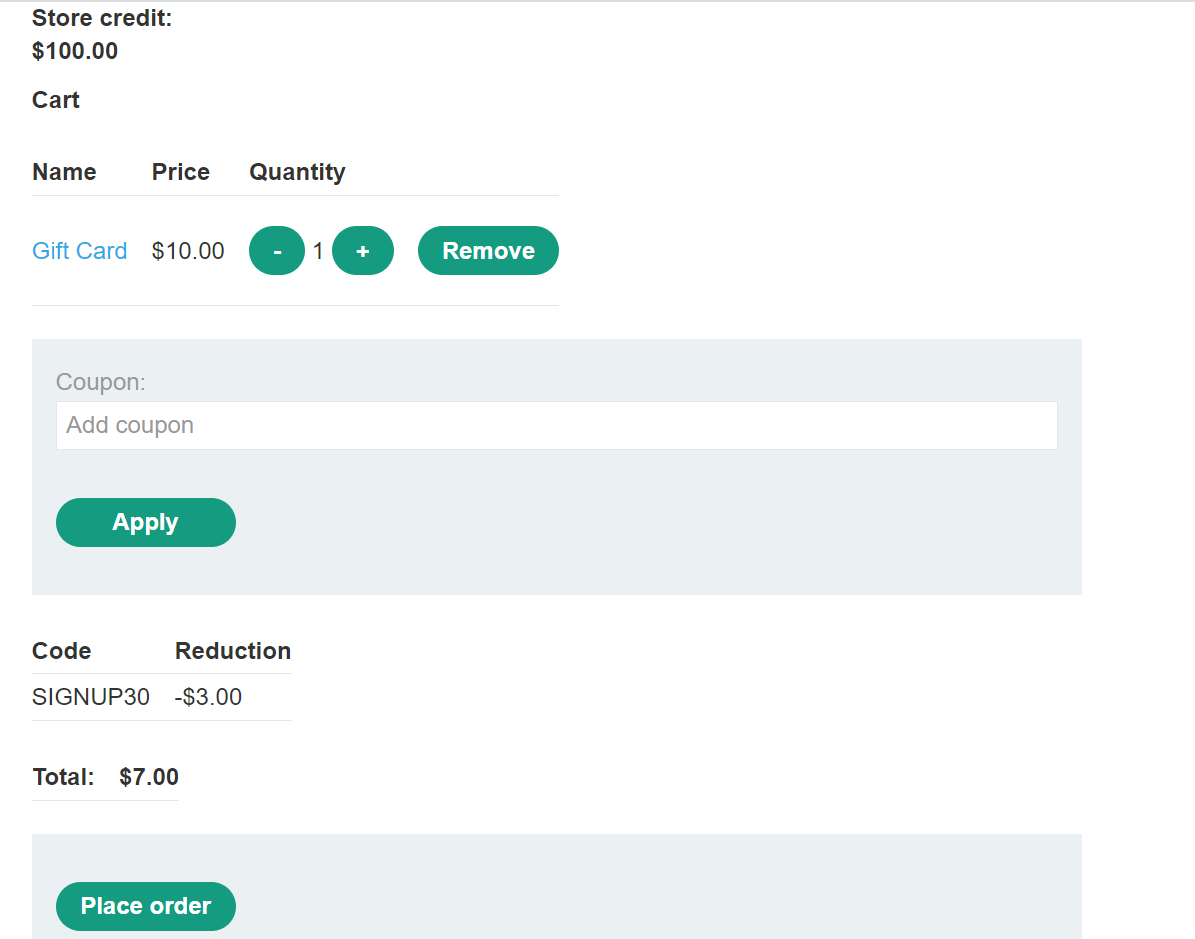 Store credit:
$100.00
Cart
Name Price Quantity
Gift Card $10.00 - 1 + Remove
Coupon:
Add coupon
Apply
Code Reduction
SIGNUP30 -$3.00
Total: $7.00
Place order